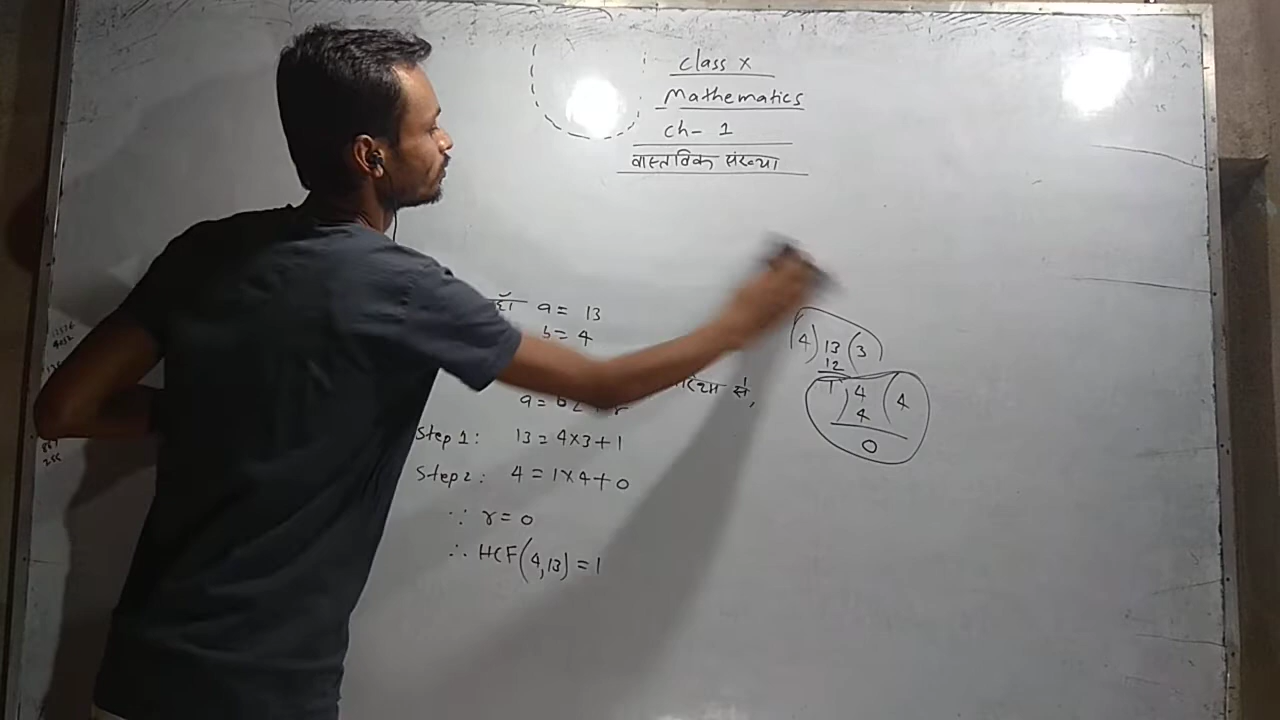 Class X
Mathematics
Ch- 1
वास्तविक संख्या
a = 13
b = 4
से,
Step 1: 13 = 4×3+1
Step 2: 4 = 1×4+0
∵ r = 0
∴ HCF(4,13) = 1
4) 13 (3
12
1) 4 (4
4
0